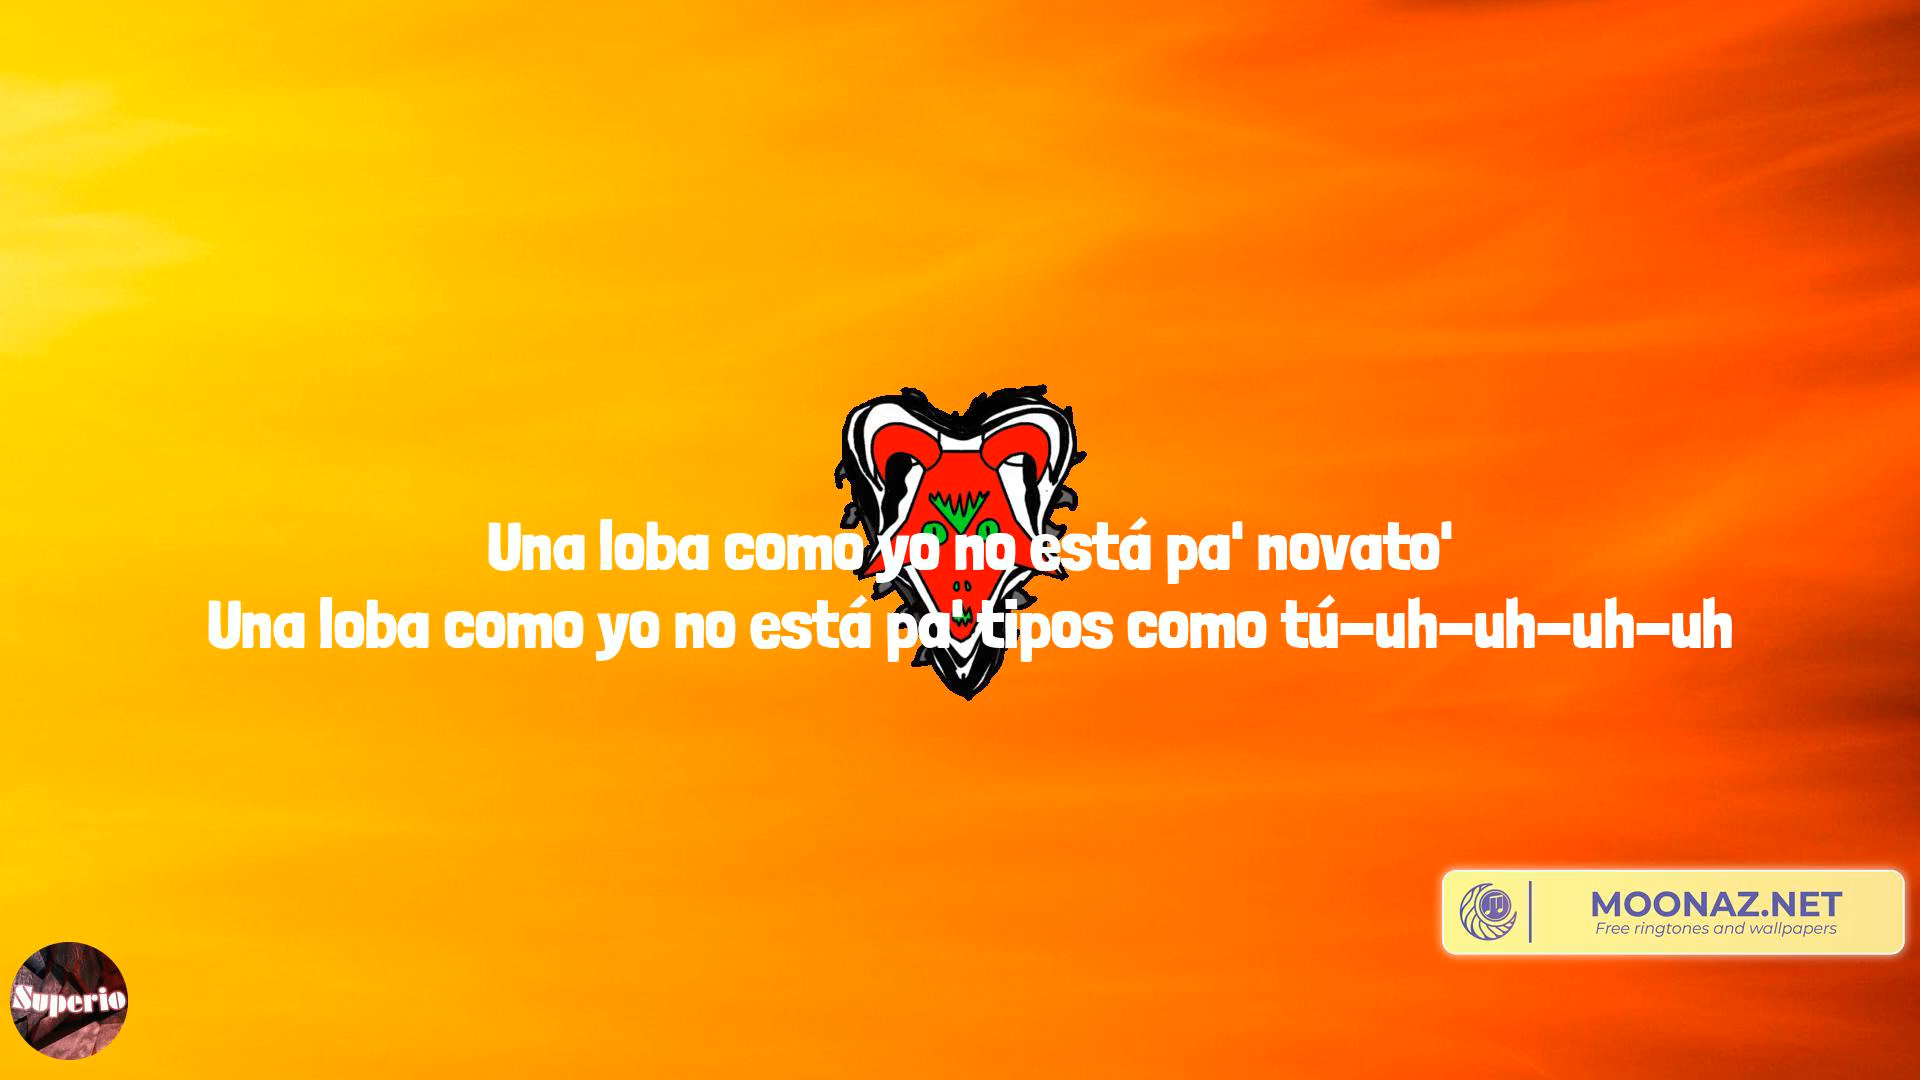 Una loba como yo no está pa' novato'
Una loba como yo no está pa' tipos como tú-uh-uh-uh-uh
MOONAZ.NET
Free ringtones and wallpapers
Superio